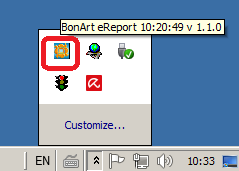 BonArt eReport 10:20:49 v 1.1.0
Customize...
EN
10:33